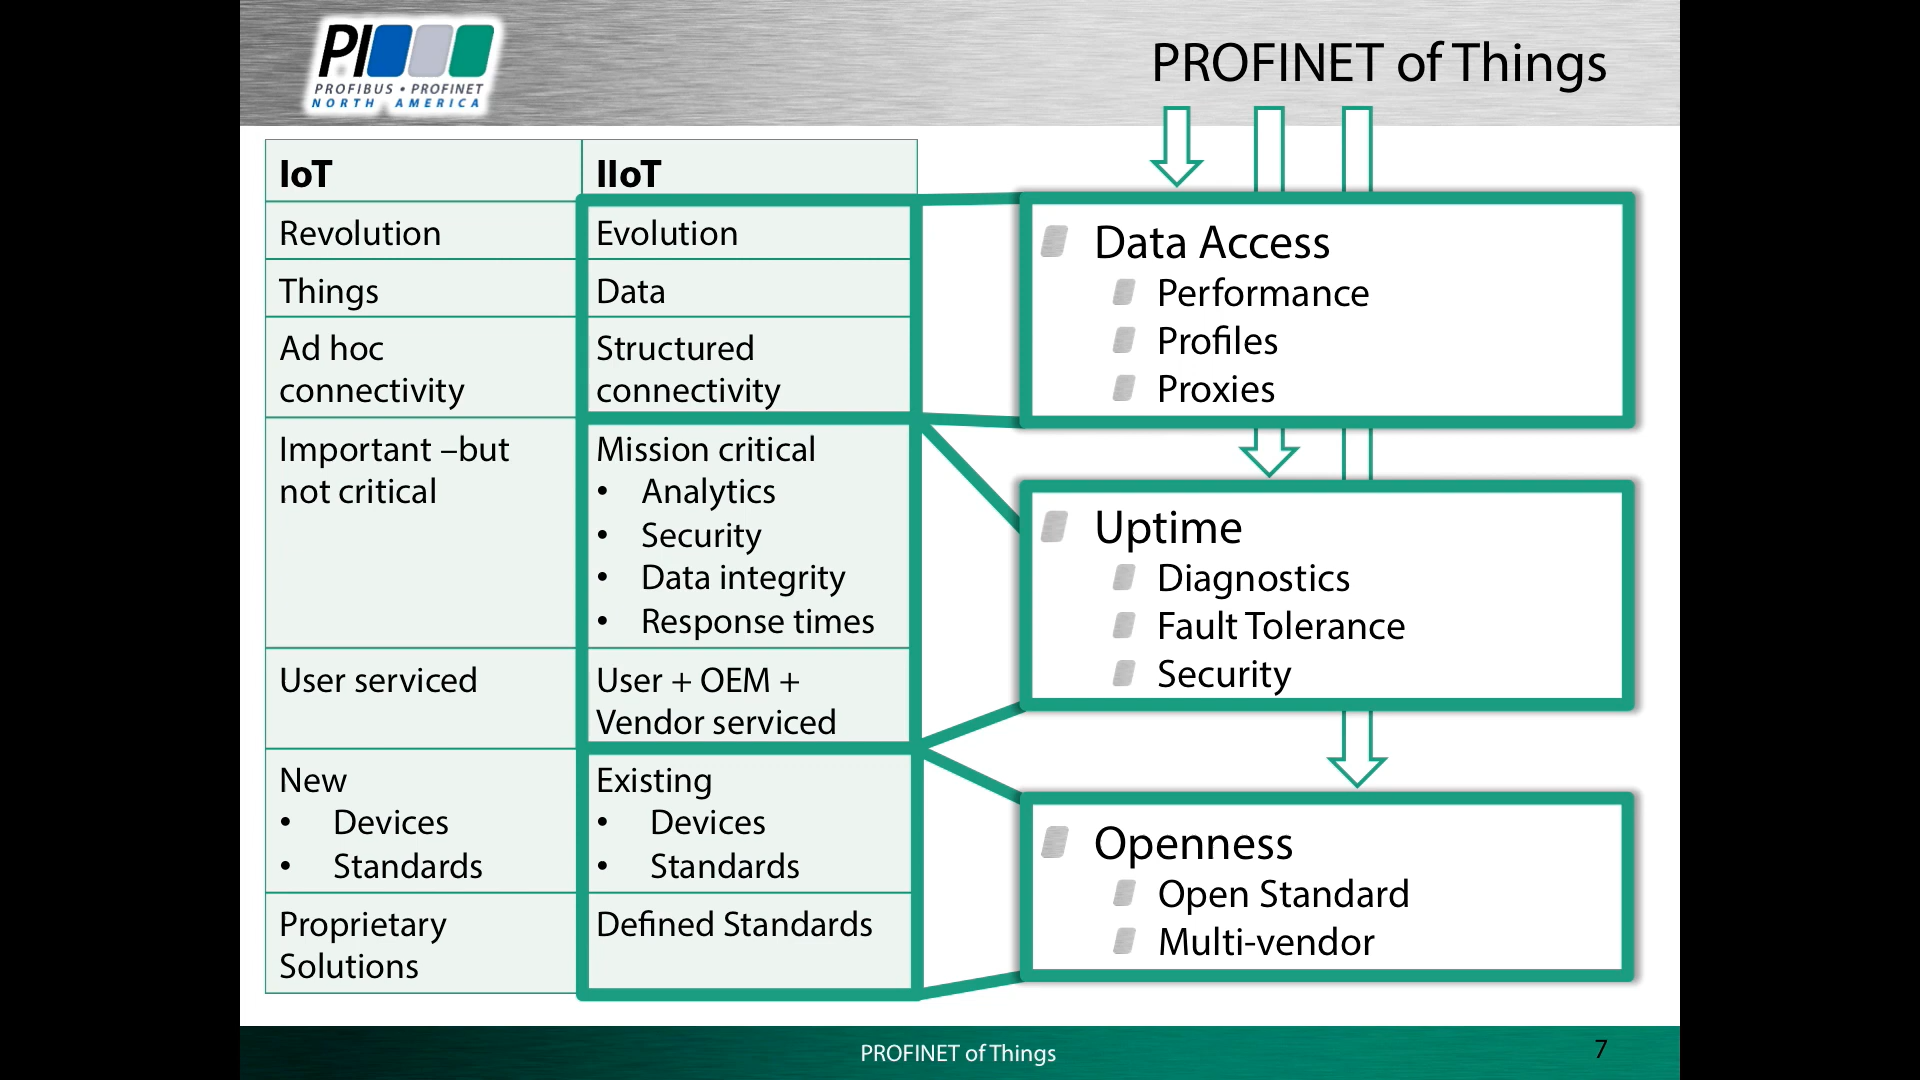 PI
PROFIBUS • PROFINET
NORTH AMERICA
PROFINET of Things
IoT
IIoT
Revolution
Evolution
Things
Data
Ad hoc
connectivity
Structured
connectivity
Important –but
not critical
Mission critical
• Analytics
• Security
• Data integrity
• Response times
User serviced
User + OEM +
Vendor serviced
New
• Devices
• Standards
Existing
• Devices
• Standards
Proprietary
Solutions
Defined Standards
Data Access
Performance
Profiles
Proxies
Uptime
Diagnostics
Fault Tolerance
Security
Openness
Open Standard
Multi-vendor
PROFINET of Things
7